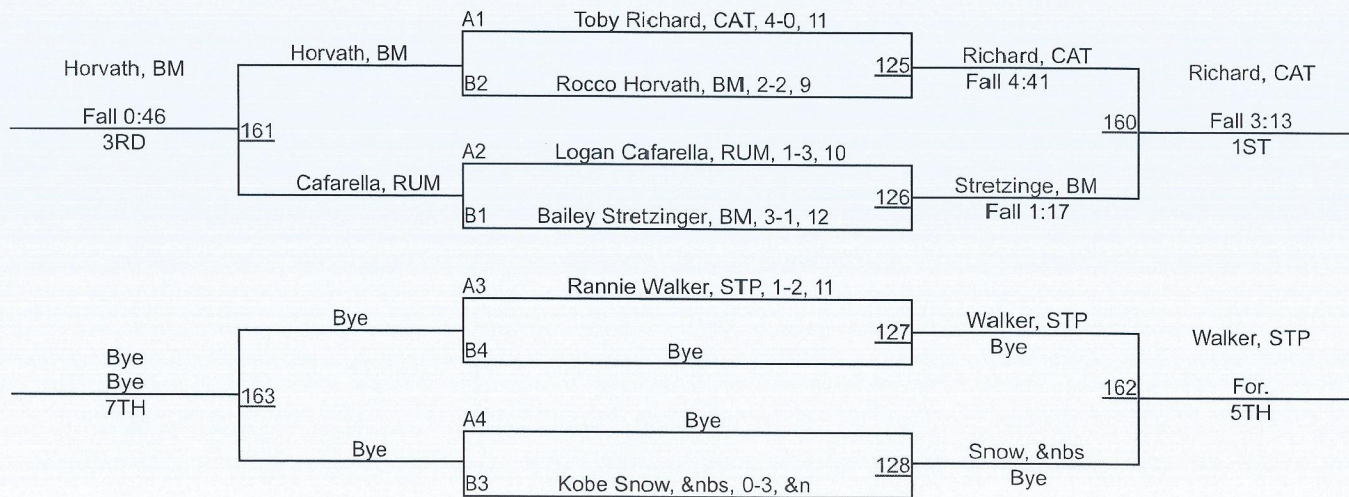 A1 Toby Richard, CAT, 4-0, 11
Horvath, BM
Horvath, BM
125
Richard, CAT
Fall 4:41
Richard, CAT
B2 Rocco Horvath, BM, 2-2, 9
Fall 0:46
3RD
161
160
Fall 3:13
1ST
A2 Logan Cafarella, RUM, 1-3, 10
Cafarella, RUM
126
Stretzinge, BM
Fall 1:17
B1 Bailey Stretzinger, BM, 3-1, 12
A3 Rannie Walker, STP, 1-2, 11
Bye
127
Walker, STP
Bye
Walker, STP
B4 Bye
Bye
Bye
7TH
163
162
For.
5TH
A4 Bye
Bye
128
Snow, &nbs
Bye
B3 Kobe Snow, &nbs, 0-3, &n